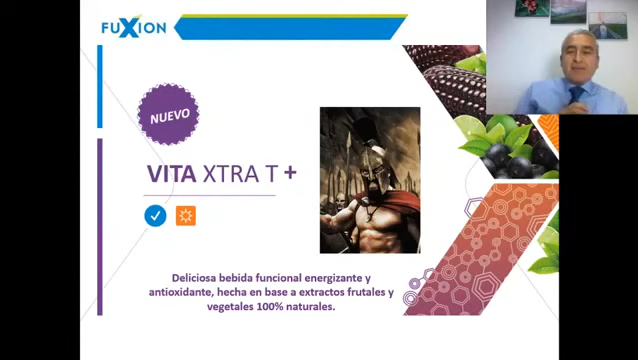 FUXION
NUEVO
VITA XTRA T +
Deliciosa bebida funcional energizante y
antioxidante, hecha en base a extractos frutales y
vegetales 100% naturales.